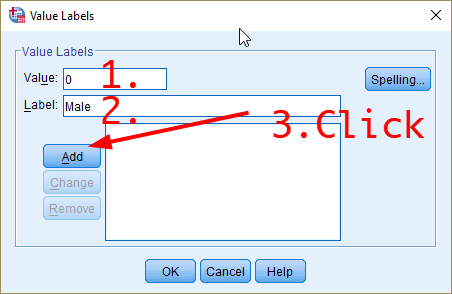 Value Labels
Value Labels
Value: 0 1.
Label: Male 2.
Spelling...
3.Click
Add
Change
Remove
OK Cancel Help